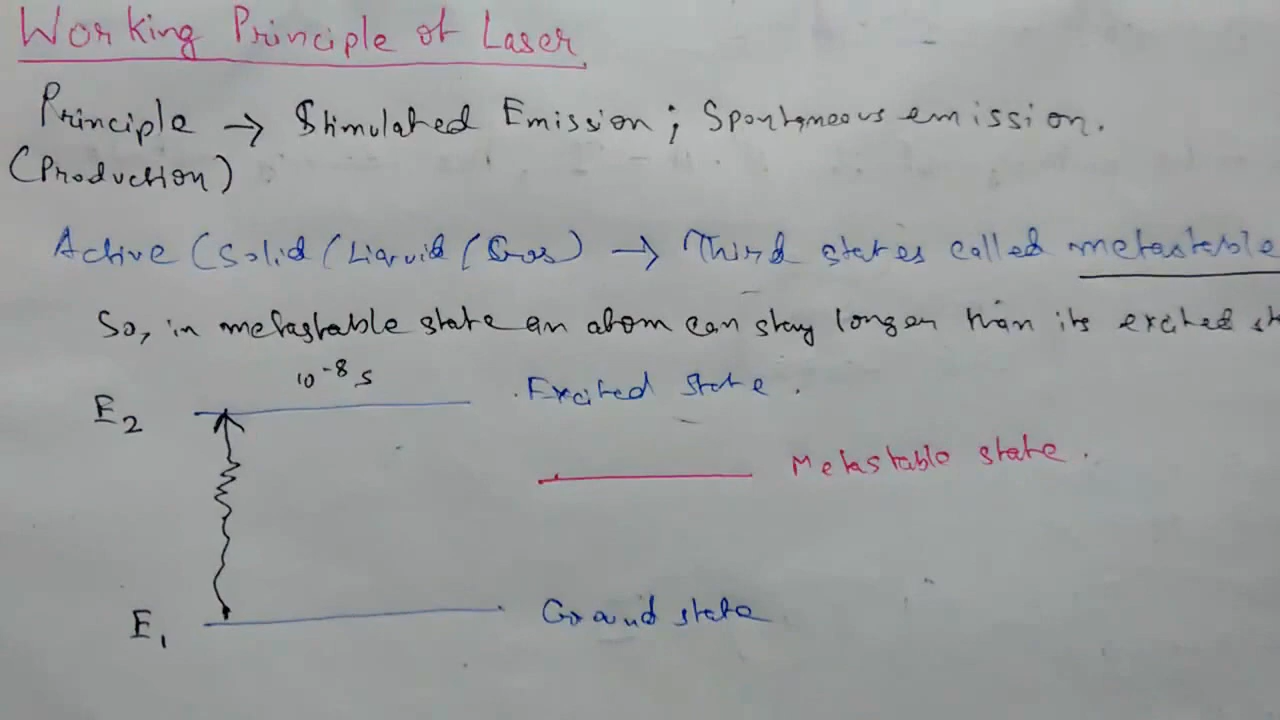 Working Principle of Laser
Principle → Stimulated Emission; Spontaneous emission.
(Production)
Active (Solid/Liquid/Gas) → Third states called metastable
So, in metastable state an atom can stay longer than its excited st
10⁻⁸ s
E₂ Excited state.
Metastable state.
E₁ Ground state